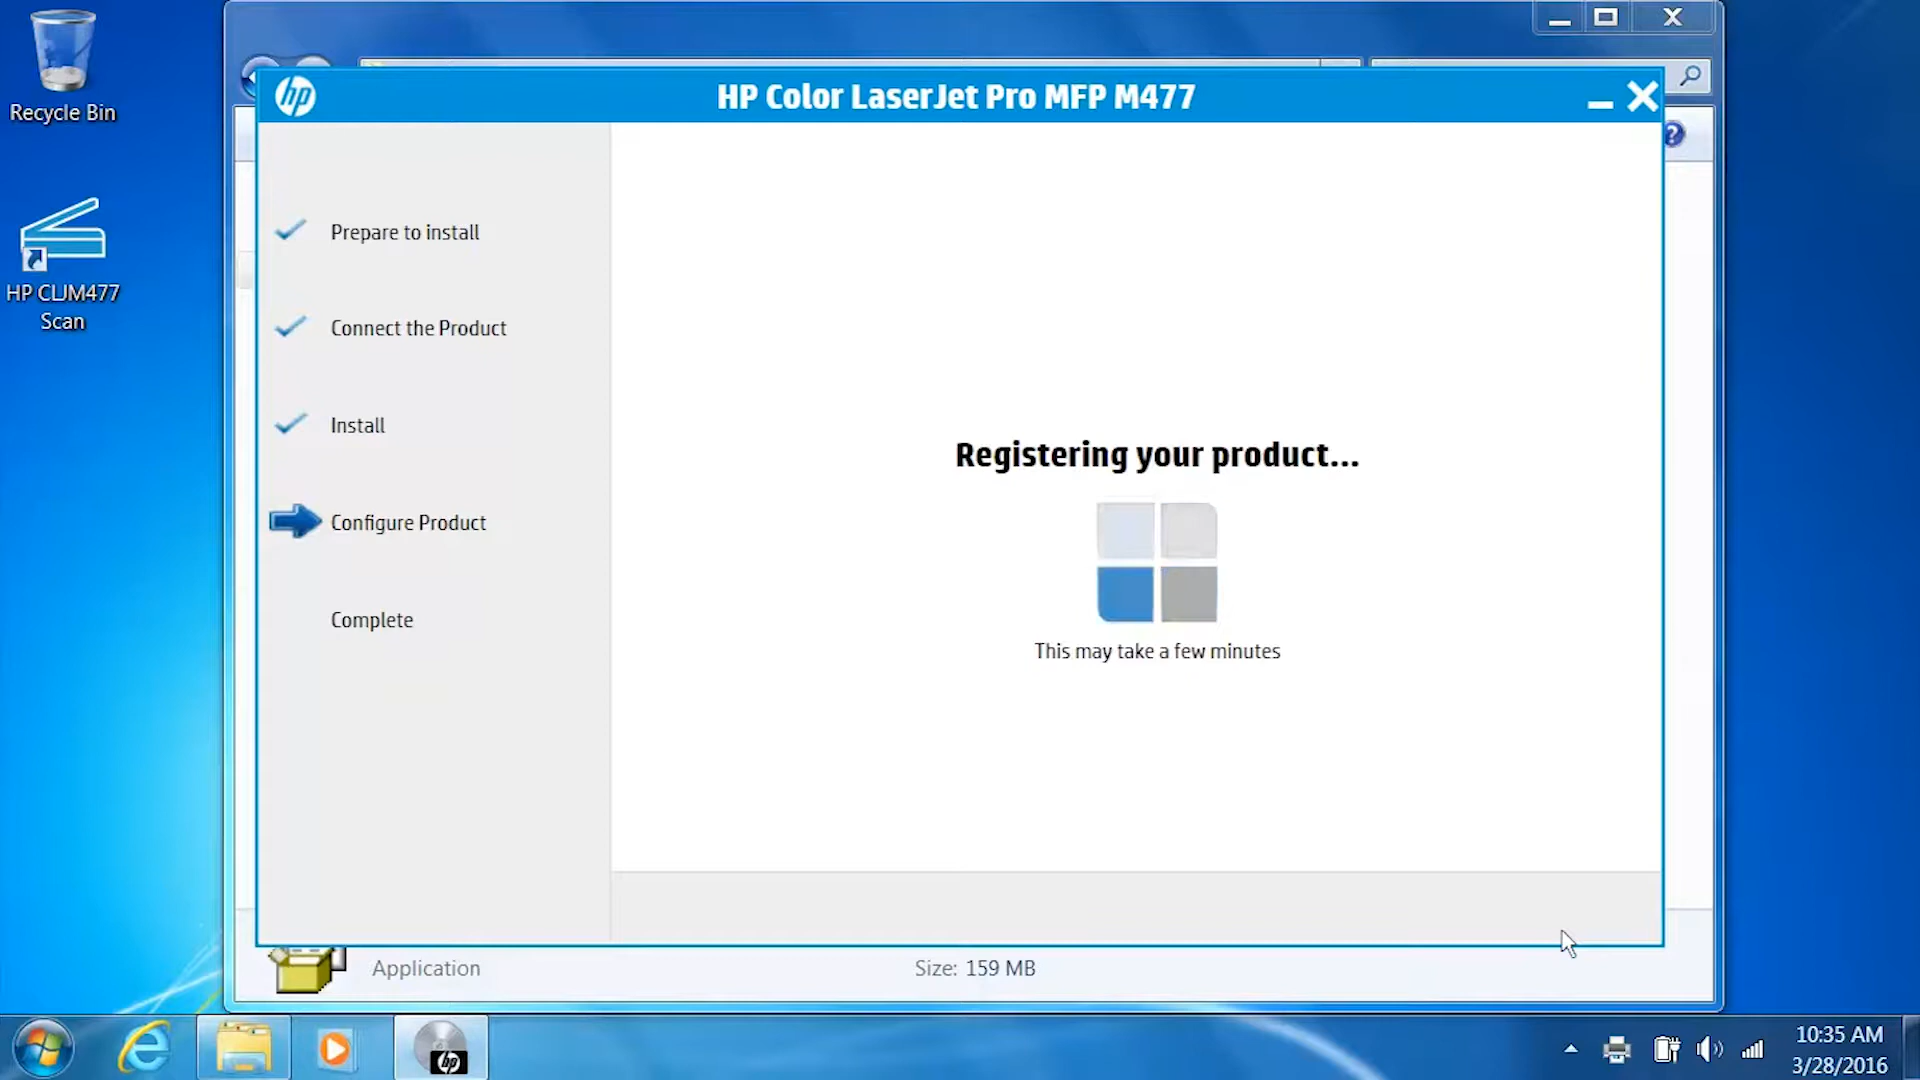 Recycle Bin
HP CLJM477
Scan
hp
HP Color LaserJet Pro MFP M477
Prepare to install
Connect the Product
Install
Configure Product
Complete
Registering your product...
This may take a few minutes
Application
Size: 159 MB
hp
10:35 AM
3/28/2016